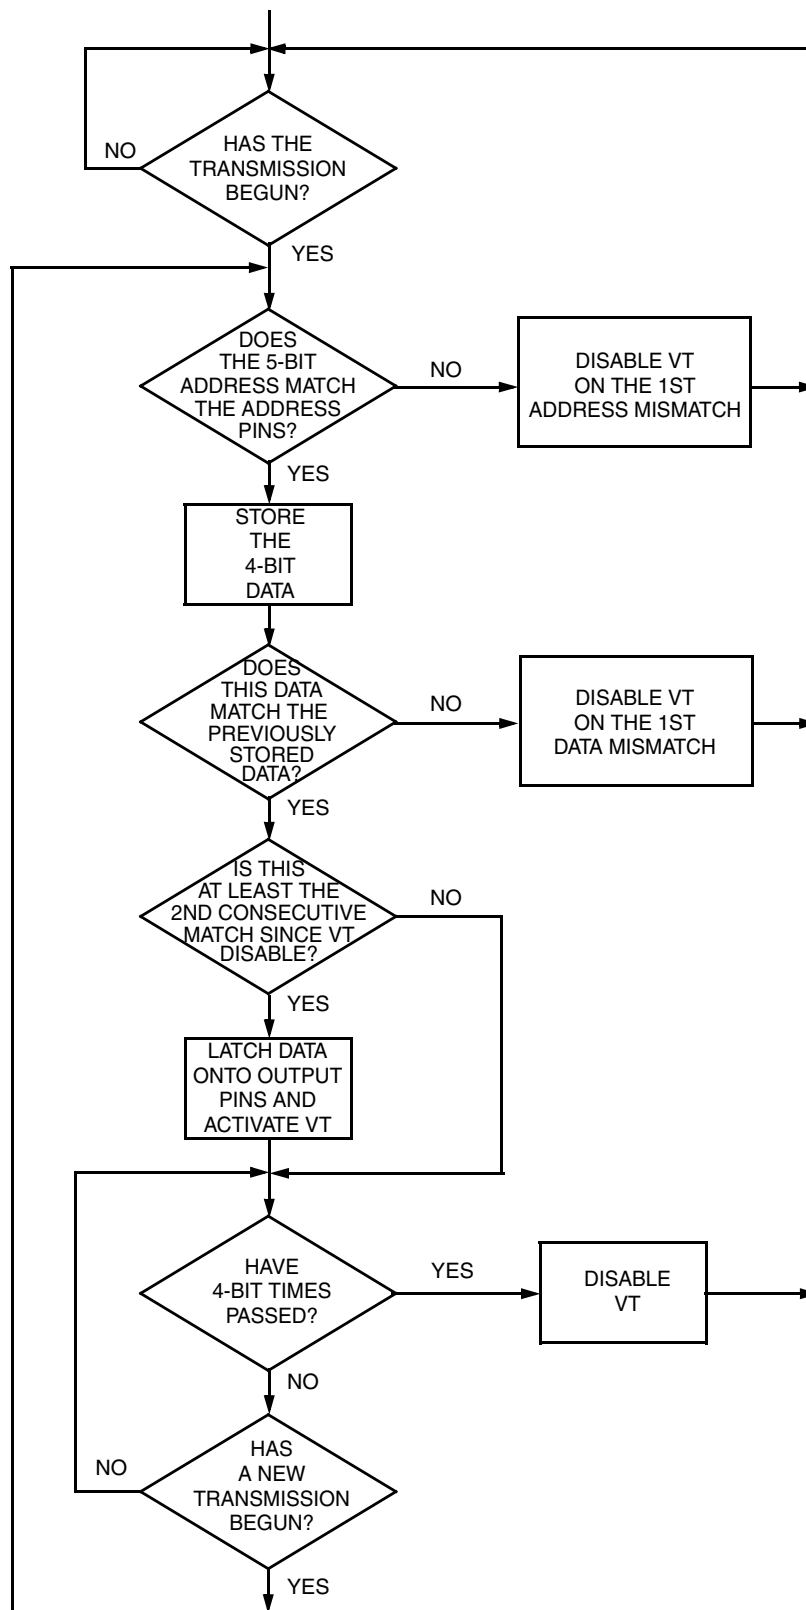 HAS THE
TRANSMISSION
BEGUN?
NO
YES
DOES
THE 5-BIT
ADDRESS MATCH
THE ADDRESS
PINS?
NO
DISABLE VT
ON THE 1ST
ADDRESS MISMATCH
YES
STORE
THE
4-BIT
DATA
DOES
THIS DATA
MATCH THE
PREVIOUSLY
STORED
DATA?
NO
DISABLE VT
ON THE 1ST
DATA MISMATCH
YES
IS THIS
AT LEAST THE
2ND CONSECUTIVE
MATCH SINCE VT
DISABLE?
NO
YES
LATCH DATA
ONTO OUTPUT
PINS AND
ACTIVATE VT
HAVE
4-BIT TIMES
PASSED?
YES
DISABLE
VT
NO
HAS
A NEW
TRANSMISSION
BEGUN?
NO
YES